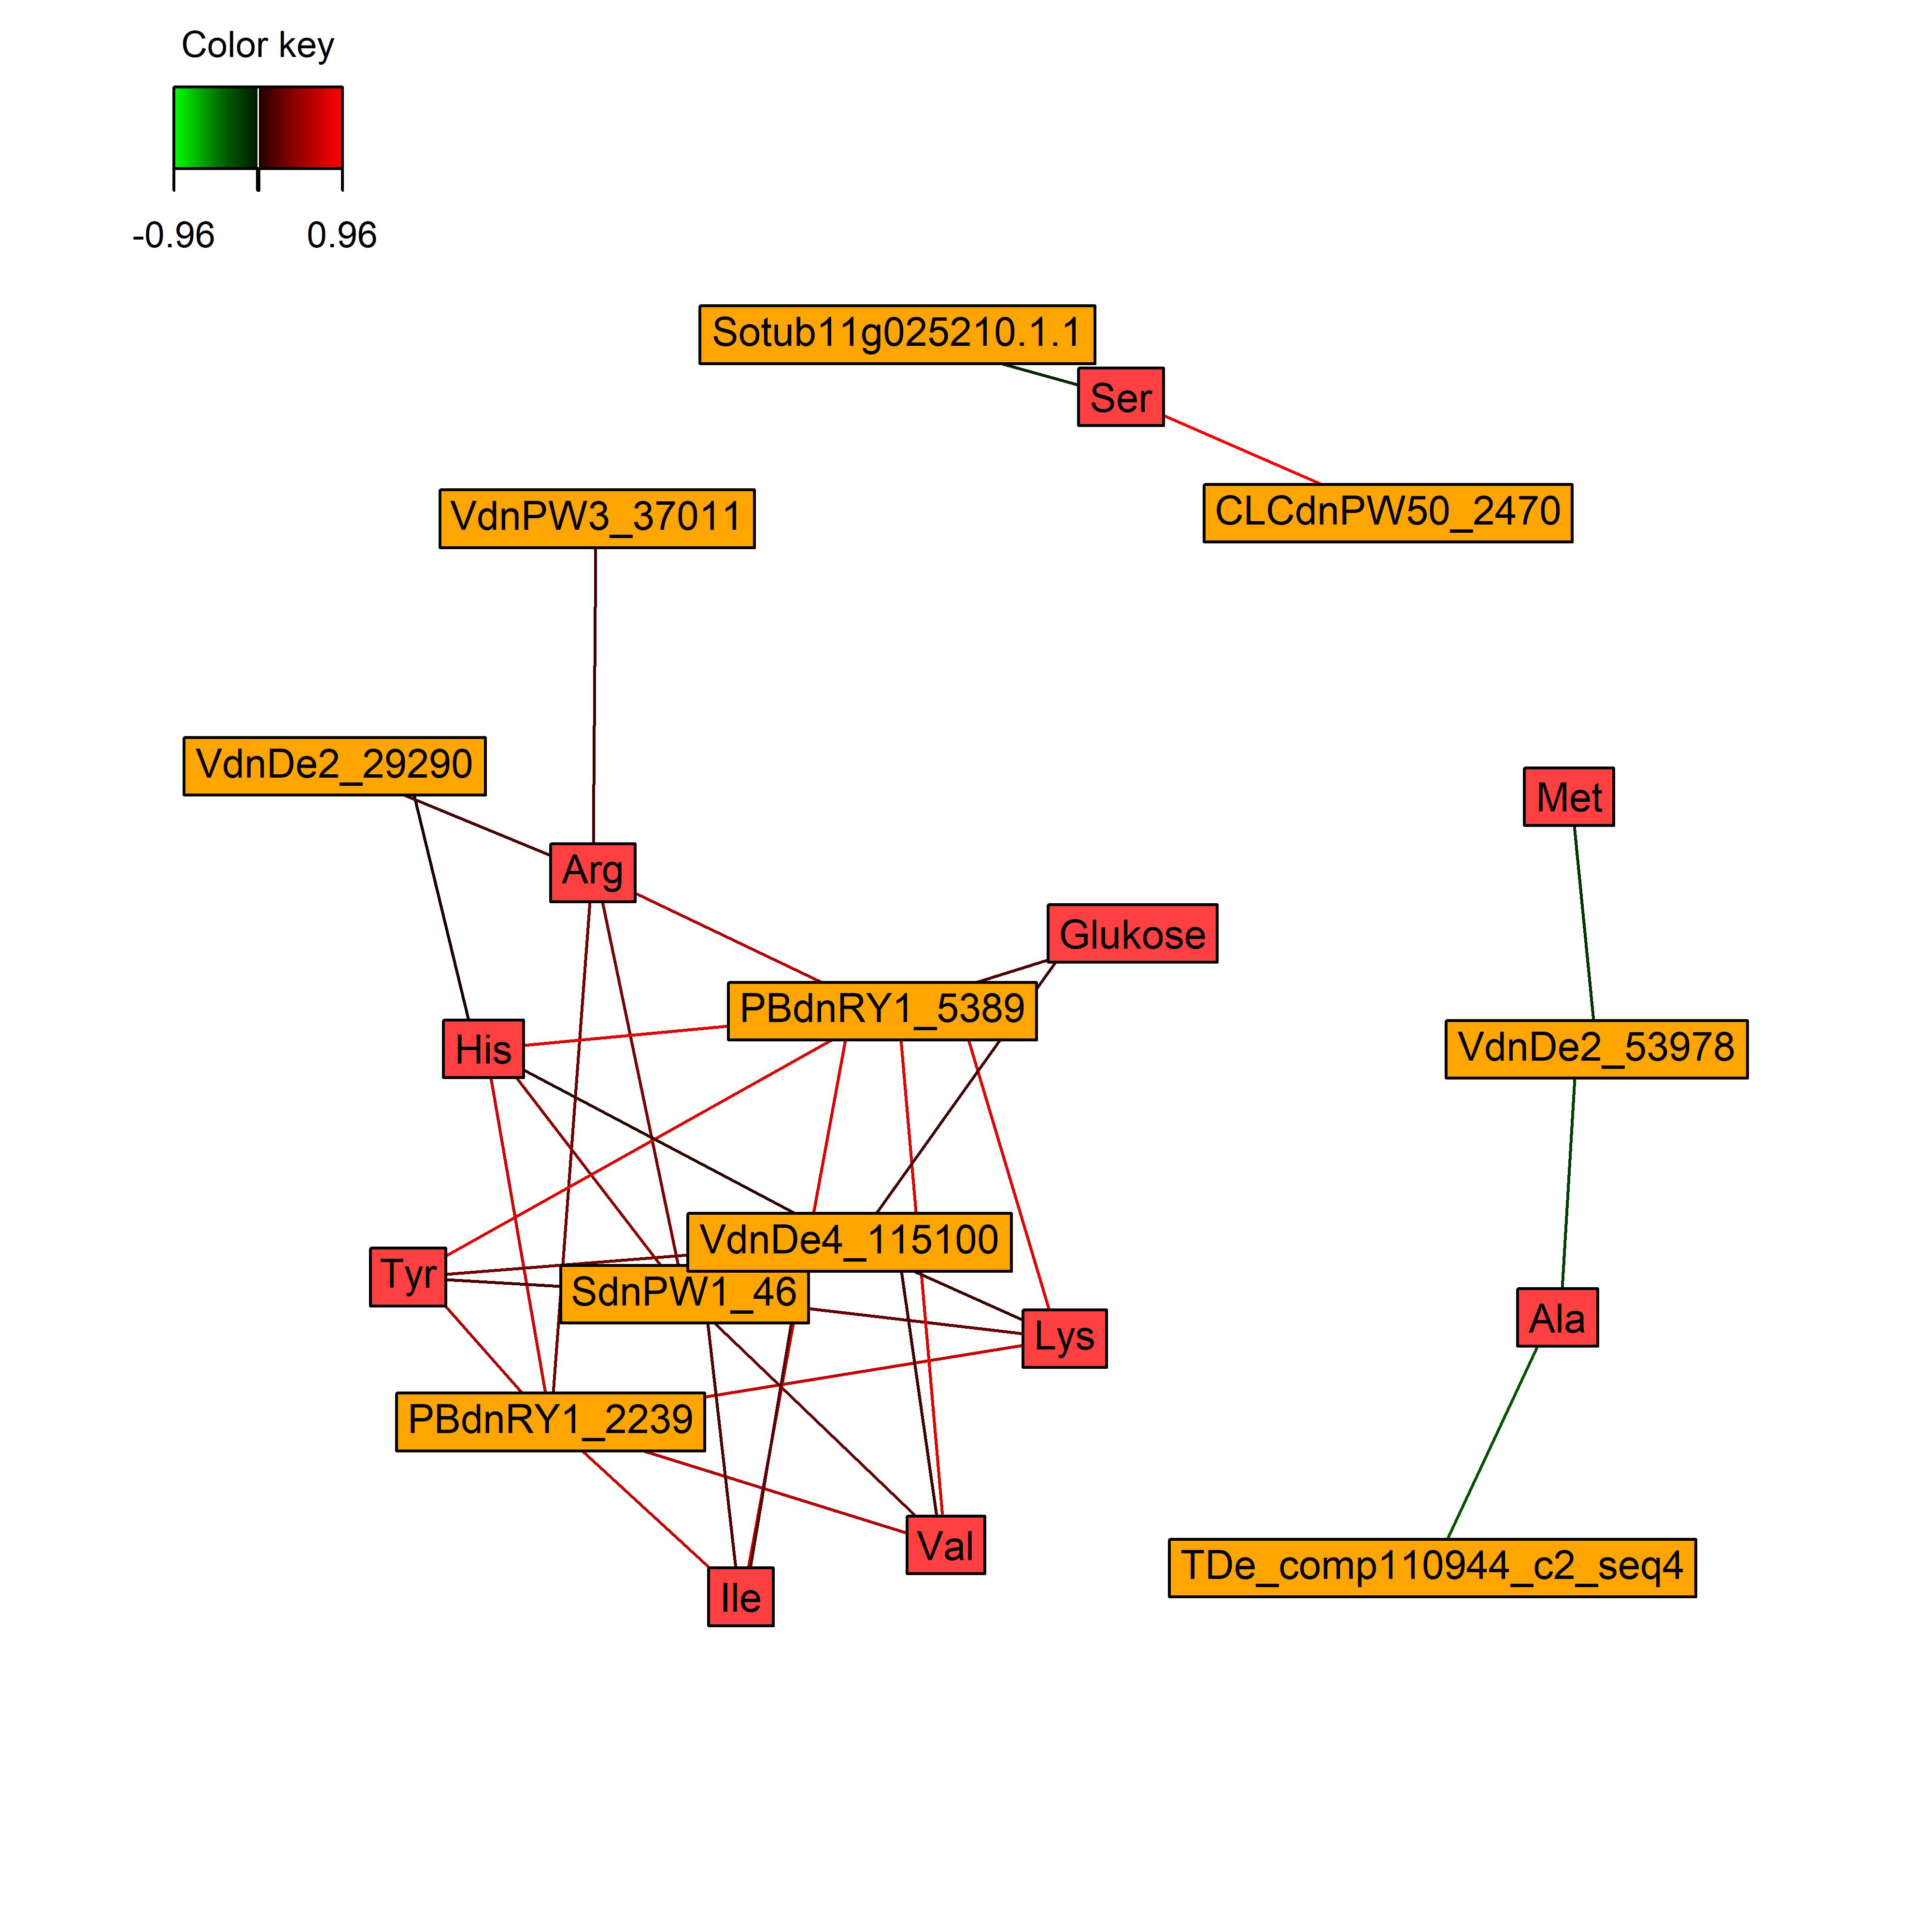 Color key
-0.96 0.96
Sotub11g025210.1.1
Ser
VdnPW3_37011
CLCdnPW50_2470
VdnDe2_29290
Met
Arg
Glukose
PBdnRY1_5389
His
VdnDe2_53978
VdnDe4_115100
Tyr
SdnPW1_46
Lys
Ala
PBdnRY1_2239
Val
TDe_comp110944_c2_seq4
Ile